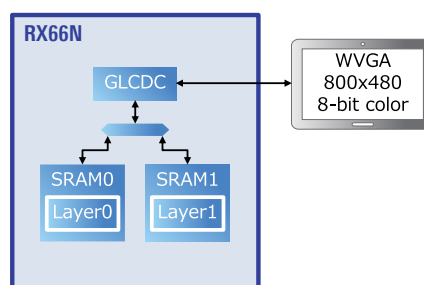 RX66N
GLCDC
WVGA
800x480
8-bit color
SRAM0
SRAM1
Layer0
Layer1